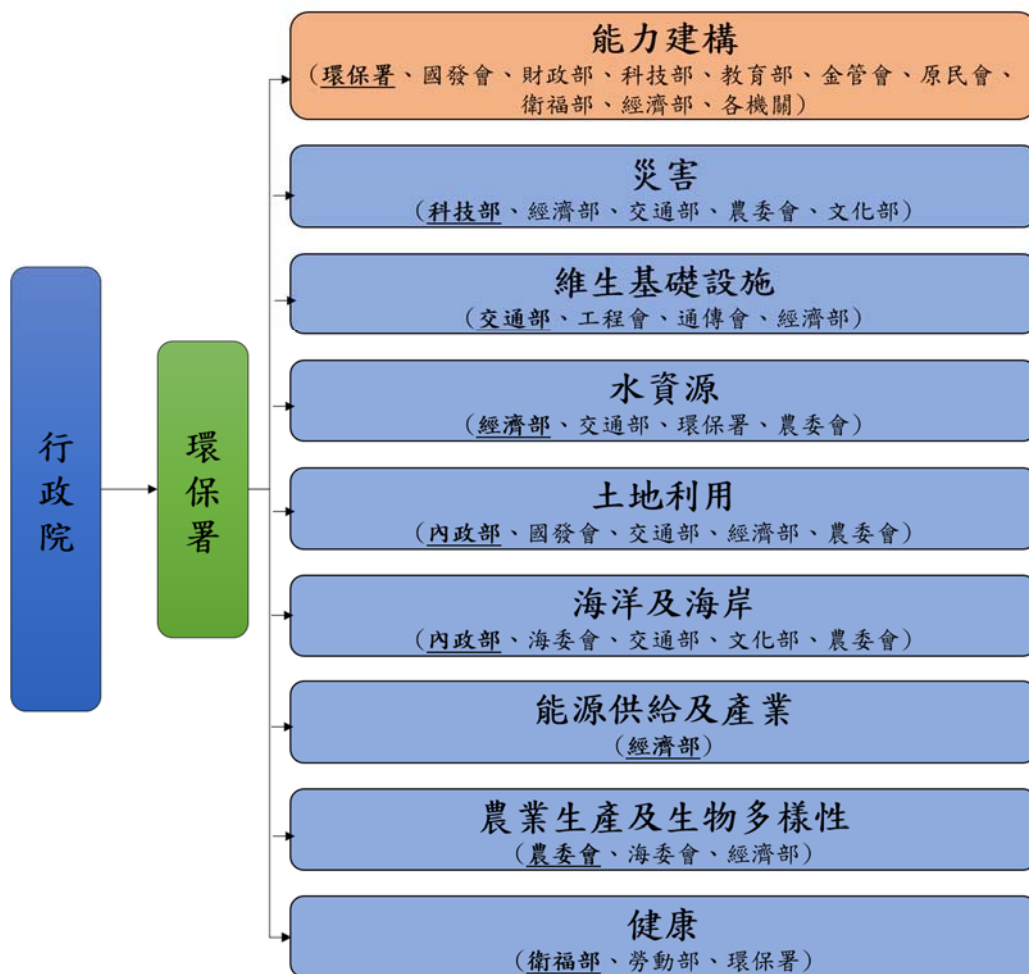 行政院
環保署
能力建構
（環保署、國發會、財政部、科技部、教育部、金管會、原民會、
衛福部、經濟部、各機關）
災害
（科技部、經濟部、交通部、農委會、文化部）
維生基礎設施
（交通部、工程會、通傳會、經濟部）
水資源
（經濟部、交通部、環保署、農委會）
土地利用
（內政部、國發會、交通部、經濟部、農委會）
海洋及海岸
（內政部、海委會、交通部、文化部、農委會）
能源供給及產業
（經濟部）
農業生產及生物多樣性
（農委會、海委會、經濟部）
健康
（衛福部、勞動部、環保署）